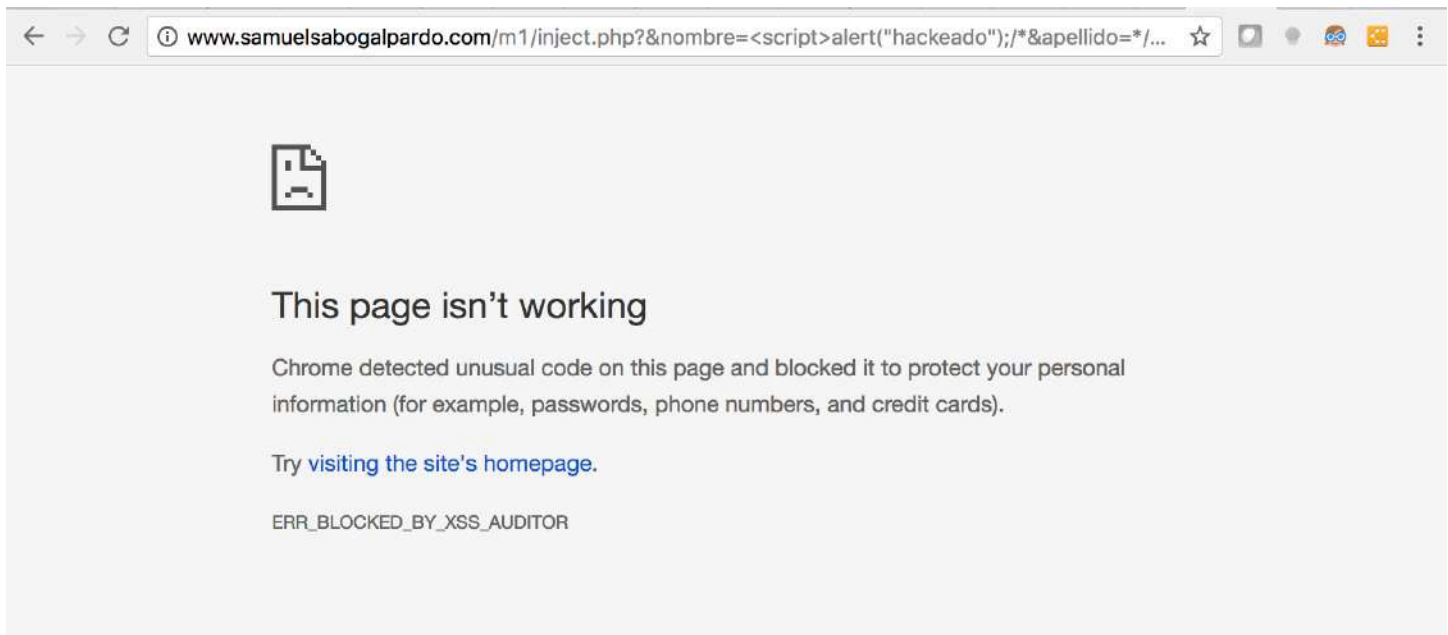 www.samuelsabogalpardo.com/m1/inject.php?&nombre=<script>alert("hackeado");/*&apellido=*/...
This page isn’t working
Chrome detected unusual code on this page and blocked it to protect your personal
information (for example, passwords, phone numbers, and credit cards).
Try visiting the site's homepage.
ERR_BLOCKED_BY_XSS_AUDITOR